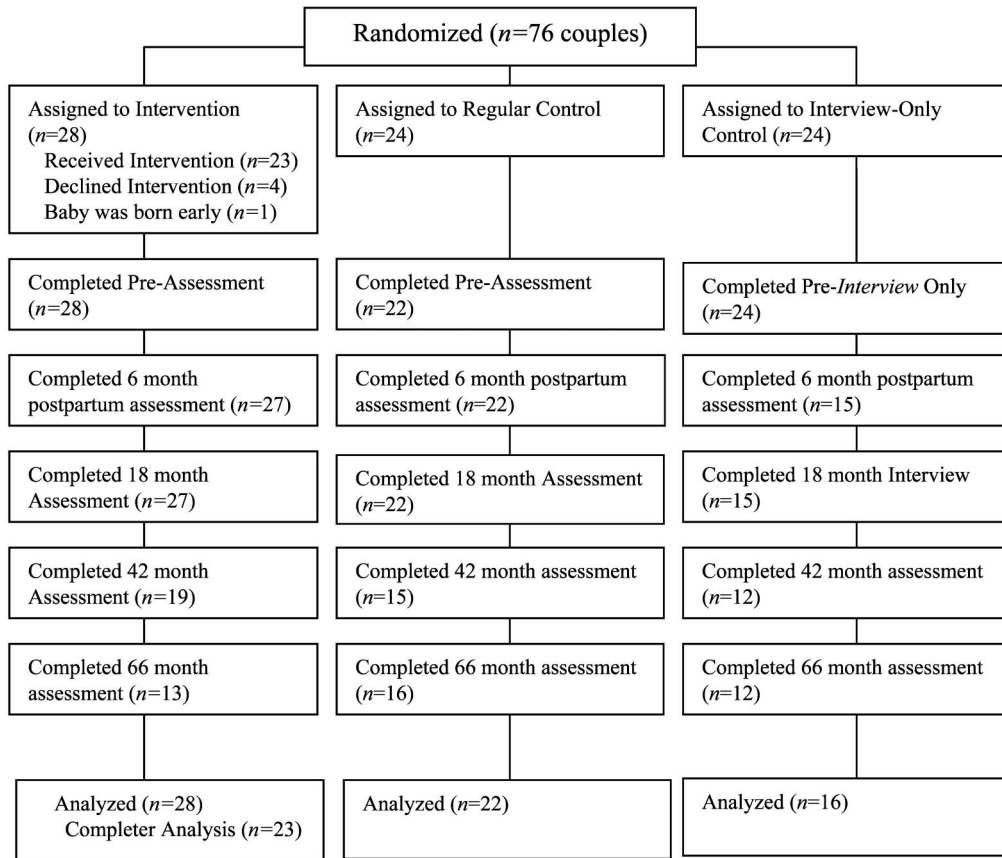 Randomized (n=76 couples)
Assigned to Intervention
(n=28)
Received Intervention (n=23)
Declined Intervention (n=4)
Baby was born early (n=1)
Assigned to Regular Control
(n=24)
Assigned to Interview-Only
Control (n=24)
Completed Pre-Assessment
(n=28)
Completed Pre-Assessment
(n=22)
Completed Pre-Interview Only
(n=24)
Completed 6 month
postpartum assessment (n=27)
Completed 6 month postpartum
assessment (n=22)
Completed 6 month postpartum
assessment (n=15)
Completed 18 month
Assessment (n=27)
Completed 18 month Assessment
(n=22)
Completed 18 month Interview
(n=15)
Completed 42 month
Assessment (n=19)
Completed 42 month assessment
(n=15)
Completed 42 month assessment
(n=12)
Completed 66 month
assessment (n=13)
Completed 66 month assessment
(n=16)
Completed 66 month assessment
(n=12)
Analyzed (n=28)
Completer Analysis (n=23)
Analyzed (n=22)
Analyzed (n=16)